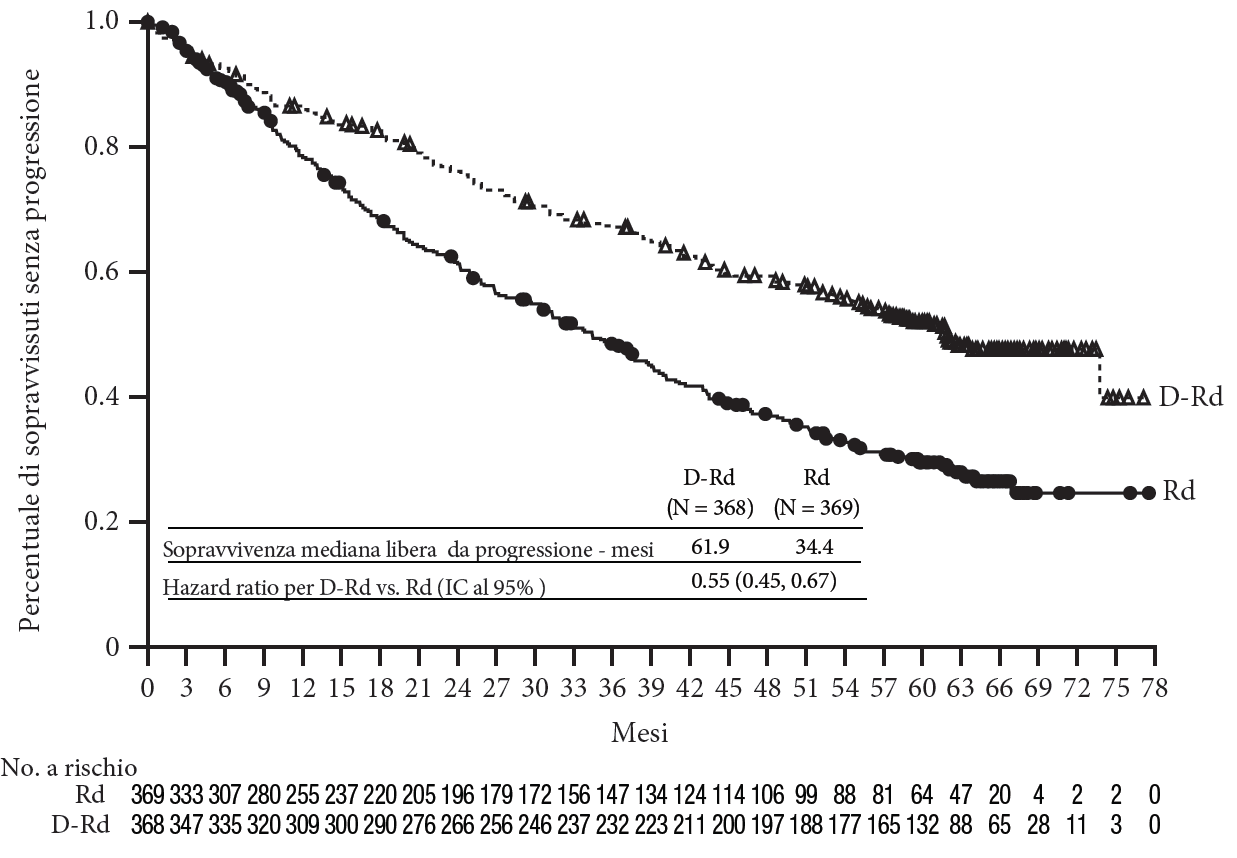 Percentuale di sopravvissuti senza progressione
1.0
0.8
0.6
0.4
0.2
0
D-Rd
Rd
D-Rd Rd
(N = 368) (N = 369)
Sopravvivenza mediana libera da progressione - mesi 61.9 34.4
Hazard ratio per D-Rd vs. Rd (IC al 95% ) 0.55 (0.45, 0.67)
0 3 6 9 12 15 18 21 24 27 30 33 36 39 42 45 48 51 54 57 60 63 66 69 72 75 78
Mesi
No. a rischio
Rd 369 333 307 280 255 237 220 205 196 179 172 156 147 134 124 114 106 99 88 81 64 47 20 4 2 2 0
D-Rd 368 347 335 320 309 300 290 276 266 256 246 237 232 223 211 200 197 188 177 165 132 88 65 28 11 3 0